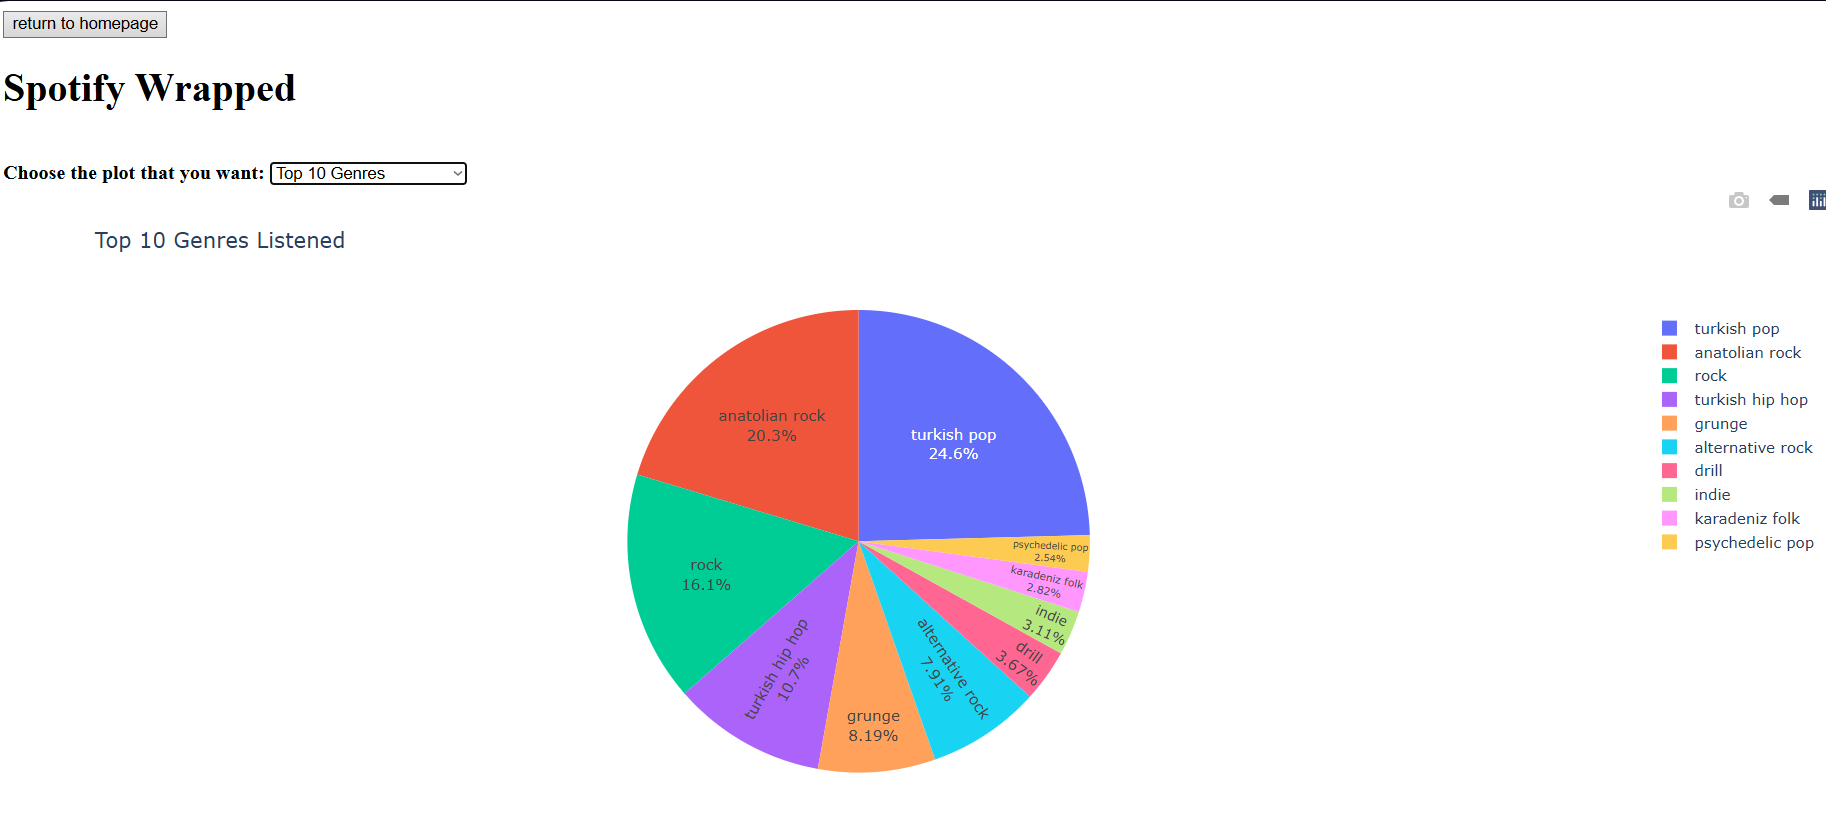 return to homepage
Spotify Wrapped
Choose the plot that you want: Top 10 Genres
Top 10 Genres Listened
anatolian rock
20.3%
turkish pop
24.6%
rock
16.1%
turkish hip hop
10.7%
grunge
8.19%
alternative rock
7.91%
drill
3.67%
indie
3.11%
karadeniz folk
2.82%
psychedelic pop
2.54%
turkish pop
anatolian rock
rock
turkish hip hop
grunge
alternative rock
drill
indie
karadeniz folk
psychedelic pop